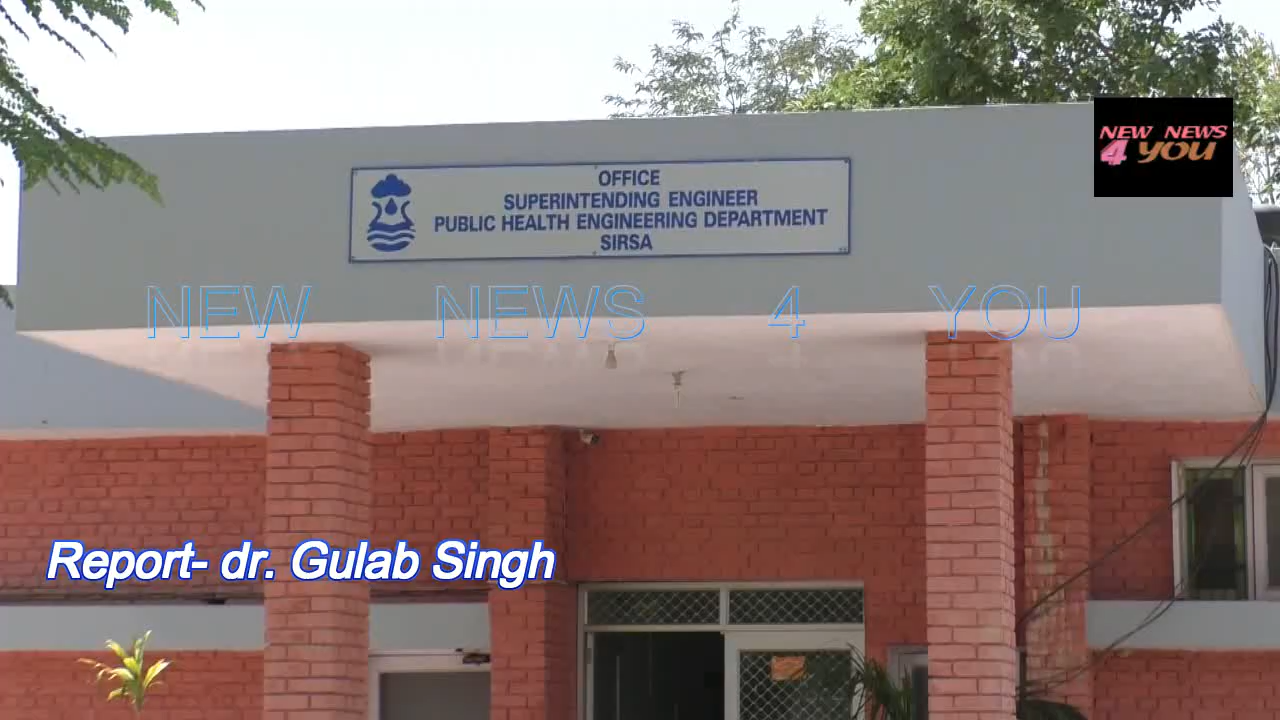 NEW NEWS
4 YOU
OFFICE
SUPERINTENDING ENGINEER
PUBLIC HEALTH ENGINEERING DEPARTMENT
SIRSA
NEW NEWS 4 YOU
Report- dr. Gulab Singh